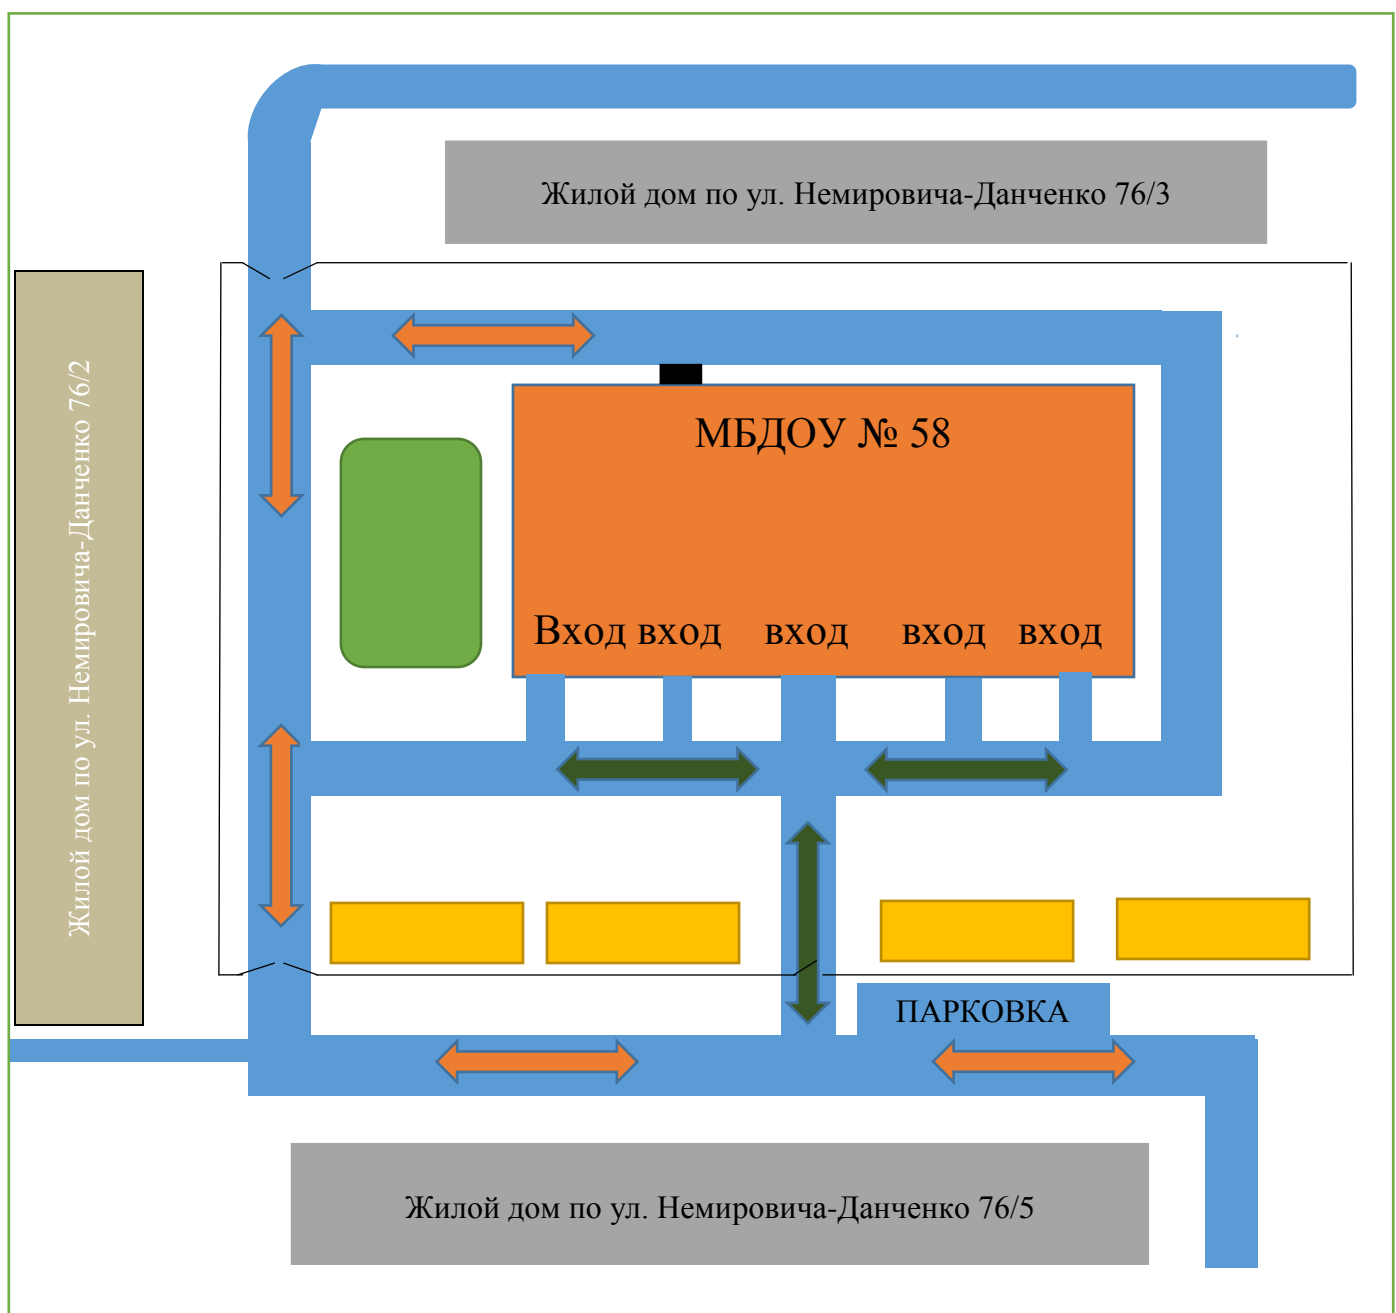 Жилой дом по ул. Немировича-Данченко 76/3
Жилой дом по ул. Немировича-Данченко 76/2
МБДОУ № 58
Вход вход вход вход вход
ПАРКОВКА
Жилой дом по ул. Немировича-Данченко 76/5